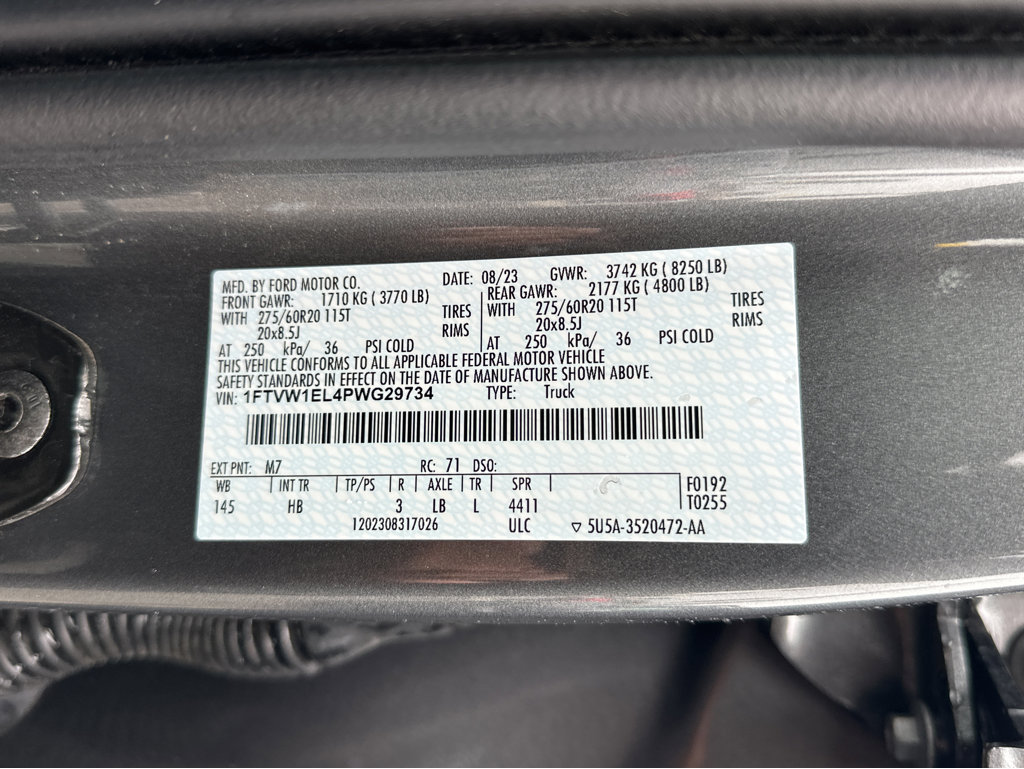 MFD. BY FORD MOTOR CO. DATE: 08/23 GVWR: 3742 KG ( 8250 LB)
FRONT GAWR: 1710 KG ( 3770 LB) REAR GAWR: 2177 KG ( 4800 LB)
WITH 275/60R20 115T TIRES WITH 275/60R20 115T TIRES
20x8.5J RIMS 20x8.5J RIMS
AT 250 kPa/ 36 PSI COLD AT 250 kPa/ 36 PSI COLD
THIS VEHICLE CONFORMS TO ALL APPLICABLE FEDERAL MOTOR VEHICLE
SAFETY STANDARDS IN EFFECT ON THE DATE OF MANUFACTURE SHOWN ABOVE.
VIN: 1FTVW1EL4PWG29734 TYPE: Truck
EXT PNT: M7 RC: 71 DSO:
WB INT TR TP/PS R AXLE TR SPR F0192
145 HB 3 LB L 4411 T0255
1202308317026 ULC ▽ 5U5A-3520472-AA